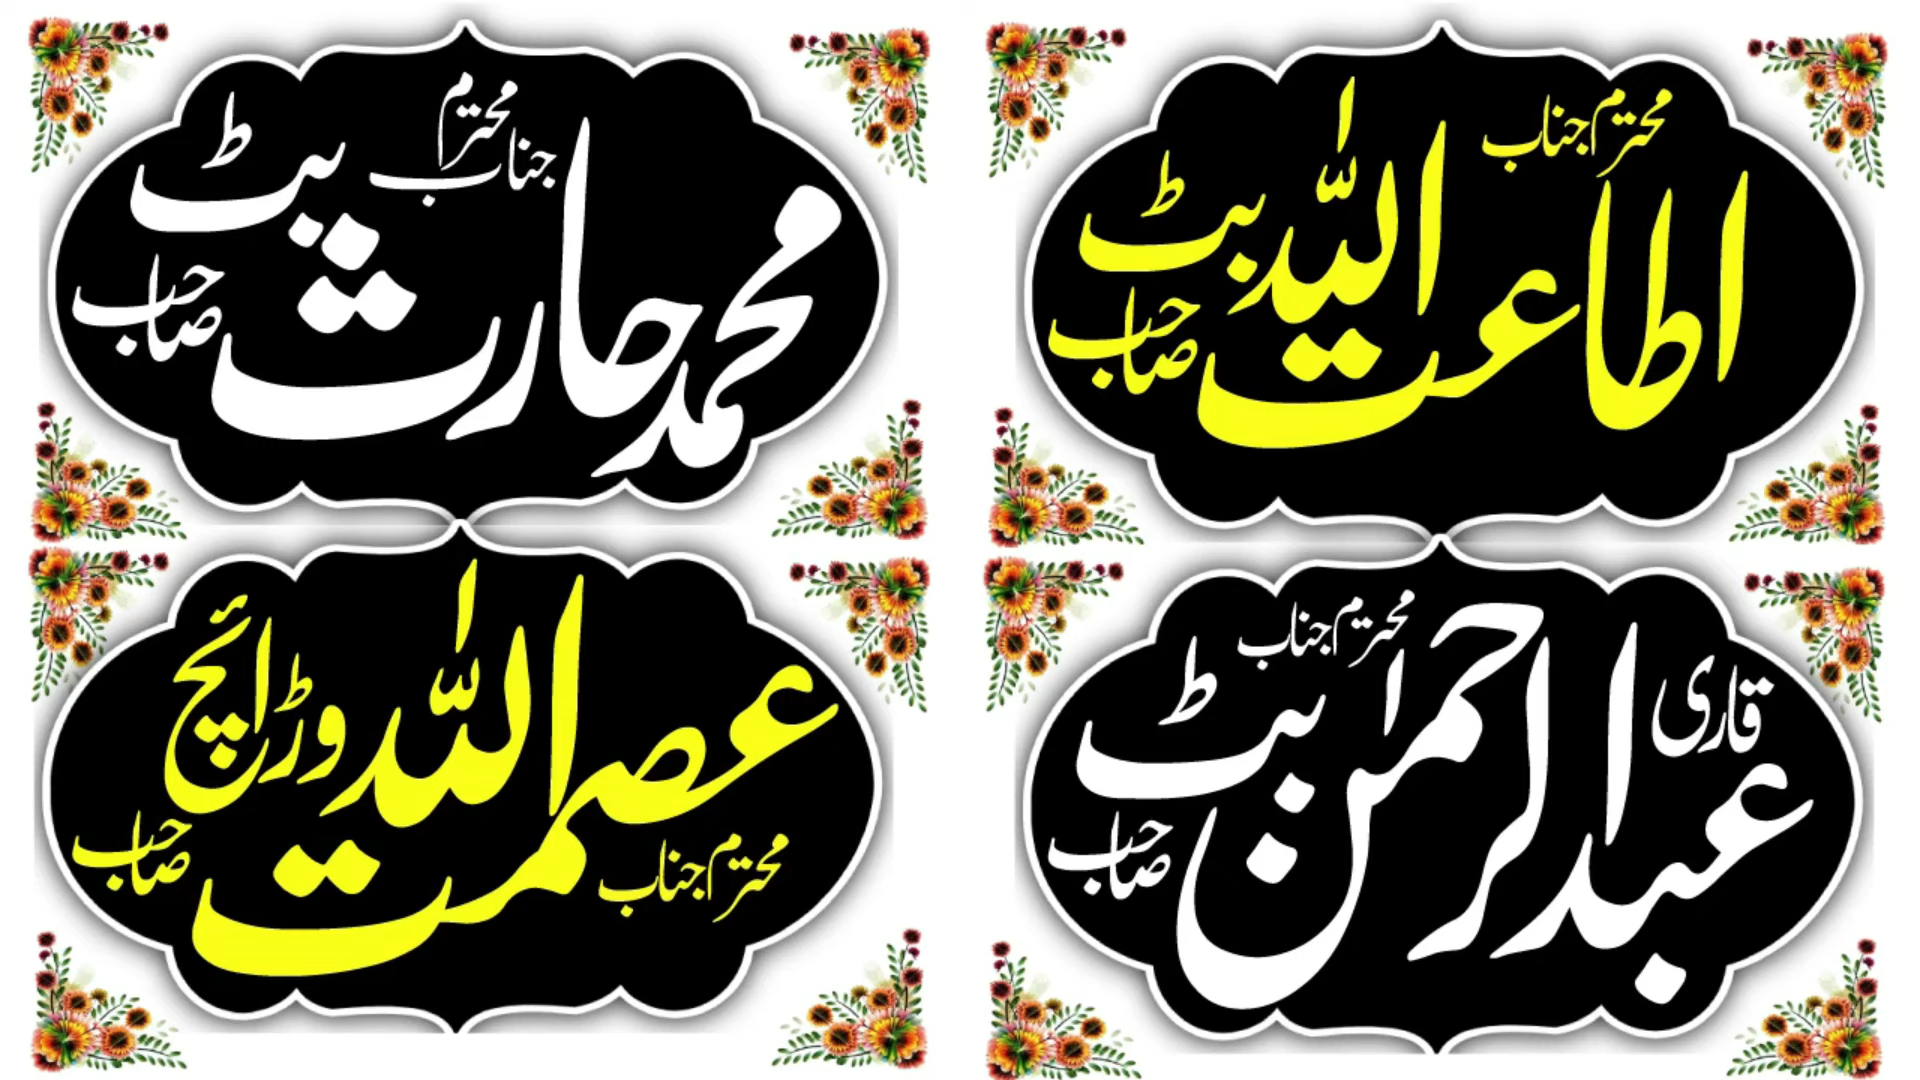 محترم جناب
محمد حارث بٹ
صاحب
محترم جناب
اطاعت اللہ بٹ
صاحب
عصمت اللہ وڑائچ
محترم جناب
صاحب
محترم جناب
قاری
عبدالرحمٰن بٹ
صاحب